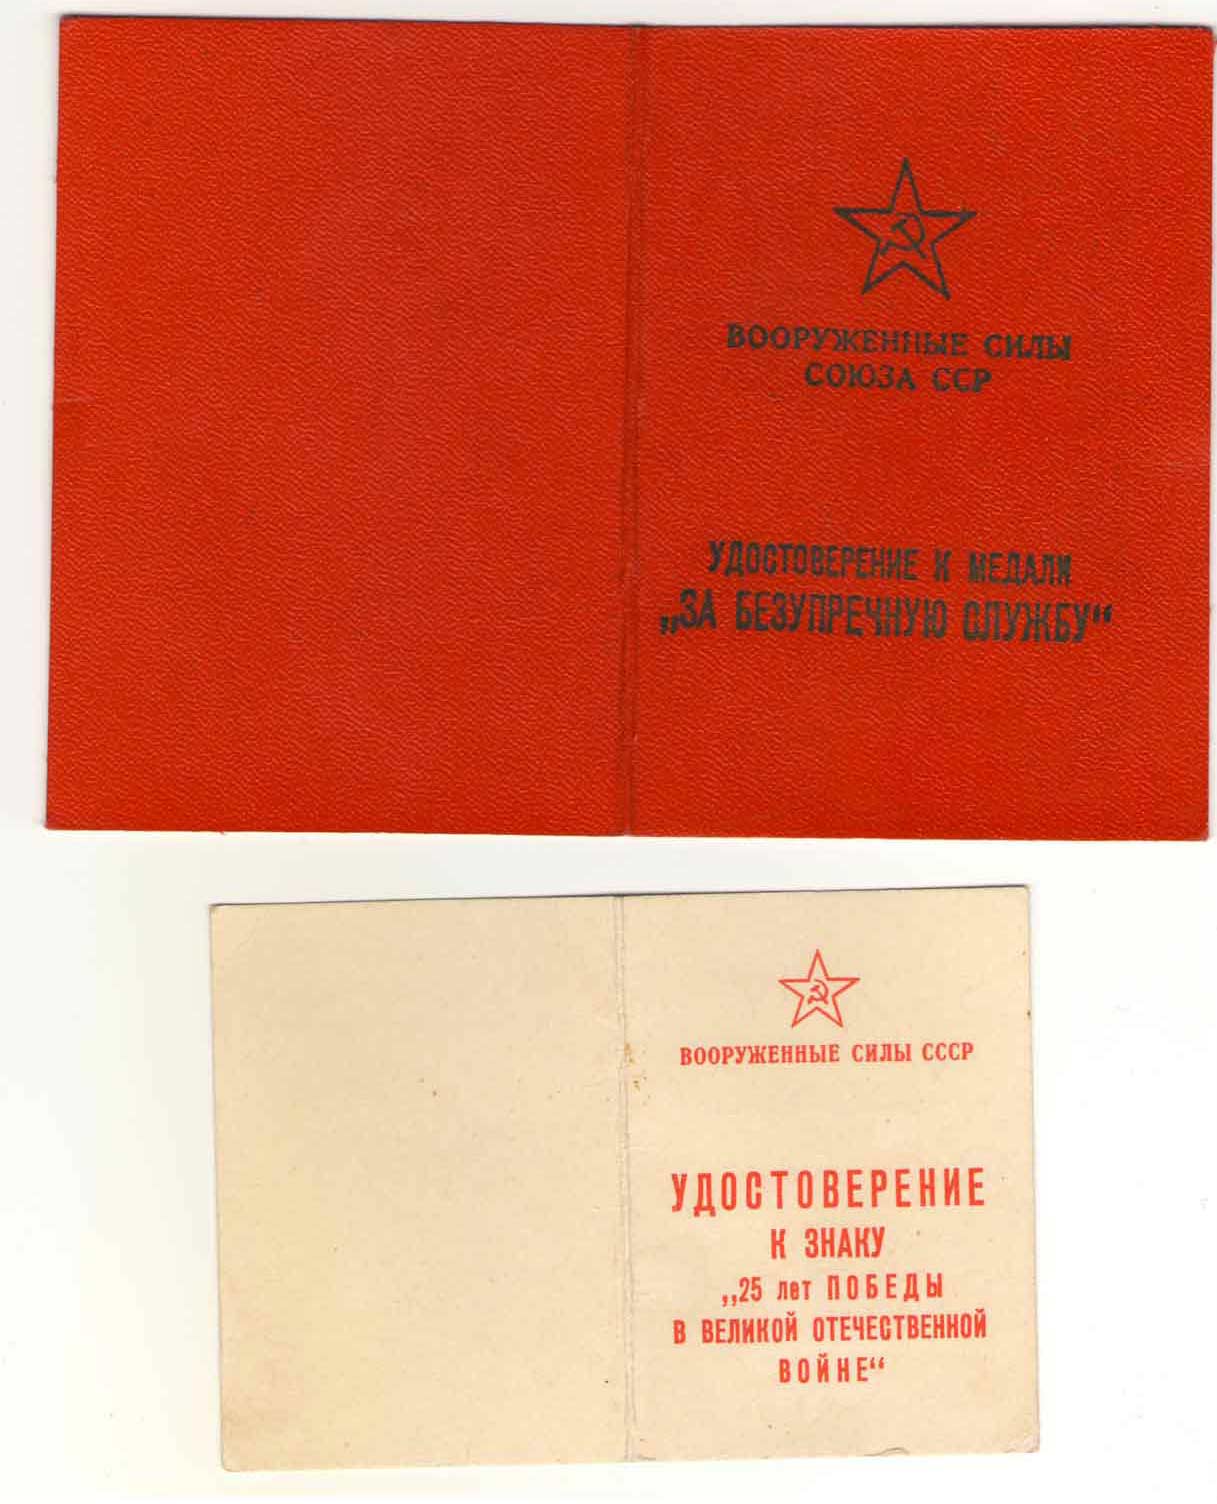 ВООРУЖЕННЫЕ СИЛЫ
СОЮЗА ССР
УДОСТОВЕРЕНИЕ К МЕДАЛИ
„ЗА БЕЗУПРЕЧНУЮ СЛУЖБУ“
ВООРУЖЕННЫЕ СИЛЫ СССР
УДОСТОВЕРЕНИЕ
К ЗНАКУ
„25 лет ПОБЕДЫ
В ВЕЛИКОЙ ОТЕЧЕСТВЕННОЙ
ВОЙНЕ“